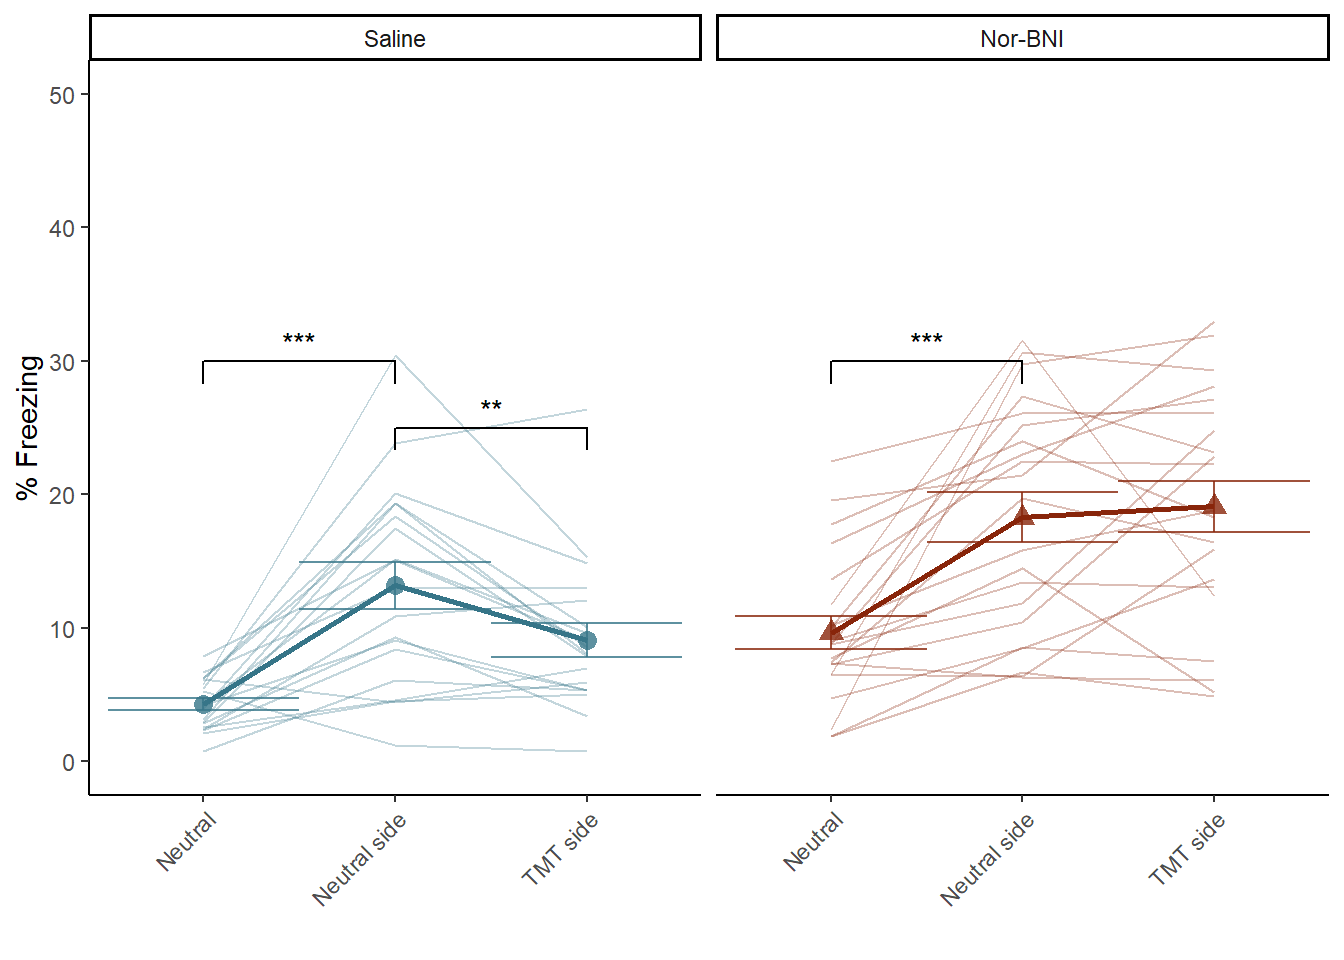 Saline
Nor-BNI
% Freezing
50
40
30
20
10
0
***
**
***
Neutral
Neutral side
TMT side
Neutral
Neutral side
TMT side